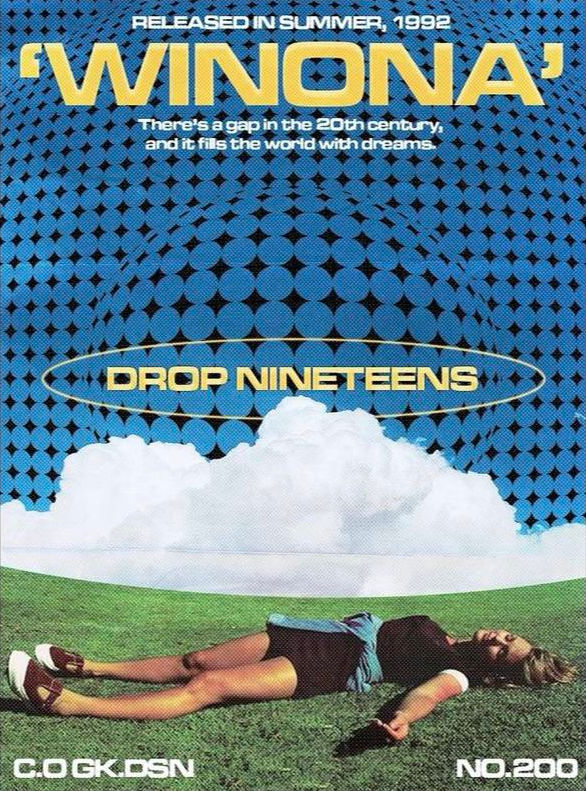 RELEASED IN SUMMER, 1992
'WINONA'
There's a gap in the 20th century,
and it fills the world with dreams.
DROP NINETEENS
C.O GK.DSN
NO.200